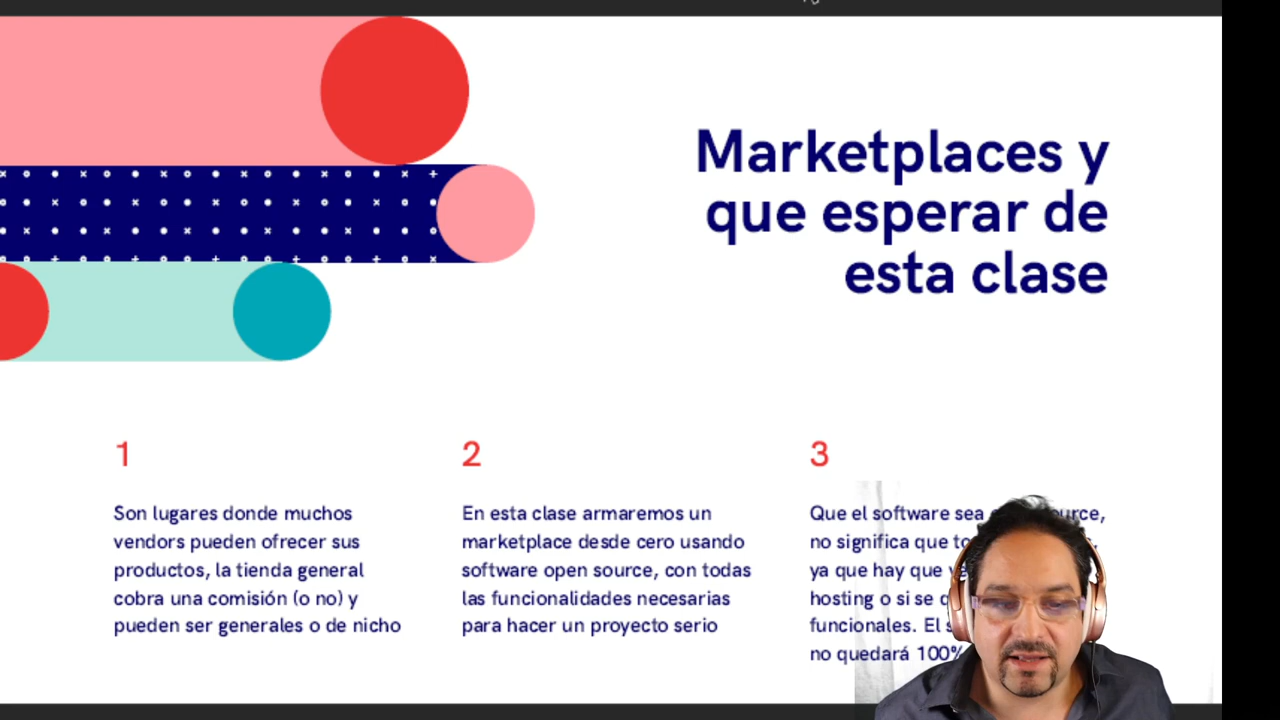 Marketplaces y
que esperar de
esta clase
1
Son lugares donde muchos
vendors pueden ofrecer sus
productos, la tienda general
cobra una comisión (o no) y
pueden ser generales o de nicho
2
En esta clase armaremos un
marketplace desde cero usando
software open source, con todas
las funcionalidades necesarias
para hacer un proyecto serio
3
Que el software sea
no significa que
ya que hay que
hosting o si se
funcionales. El
no quedará 100%